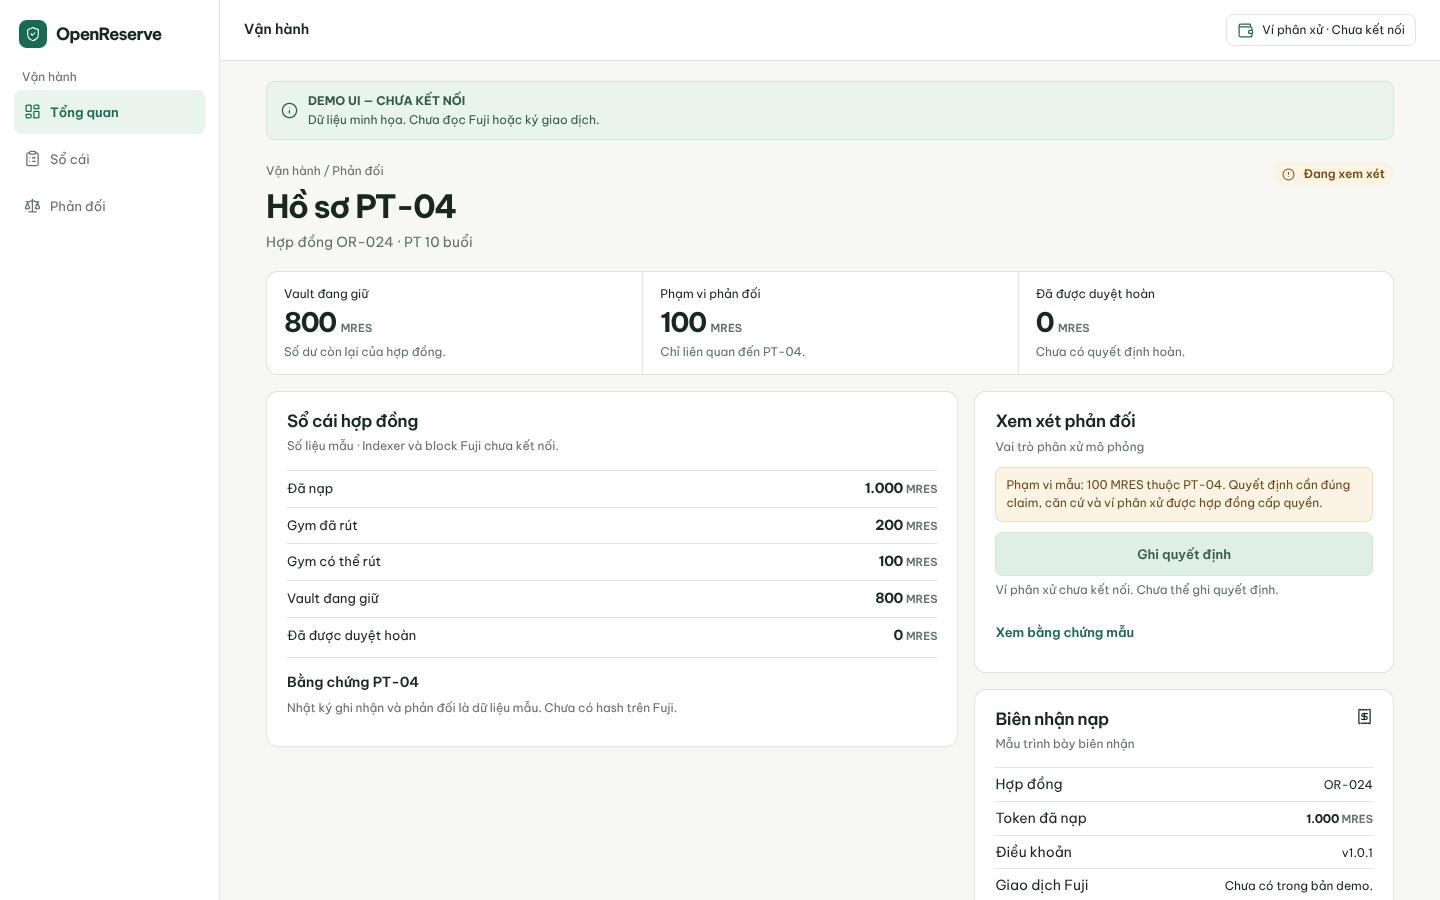 OpenReserve
Vận hành
Tổng quan
Sổ cái
Phản đối
Vận hành
Ví phân xử · Chưa kết nối
DEMO UI — CHƯA KẾT NỐI
Dữ liệu minh họa. Chưa đọc Fuji hoặc ký giao dịch.
Vận hành / Phản đối
Đang xem xét
Hồ sơ PT-04
Hợp đồng OR-024 · PT 10 buổi
Vault đang giữ
800 MRES
Số dư còn lại của hợp đồng.
Phạm vi phản đối
100 MRES
Chỉ liên quan đến PT-04.
Đã được duyệt hoàn
0 MRES
Chưa có quyết định hoàn.
Sổ cái hợp đồng
Số liệu mẫu · Indexer và block Fuji chưa kết nối.
Đã nạp 1.000 MRES
Gym đã rút 200 MRES
Gym có thể rút 100 MRES
Vault đang giữ 800 MRES
Đã được duyệt hoàn 0 MRES
Bằng chứng PT-04
Nhật ký ghi nhận và phản đối là dữ liệu mẫu. Chưa có hash trên Fuji.
Xem xét phản đối
Vai trò phân xử mô phỏng
Phạm vi mẫu: 100 MRES thuộc PT-04. Quyết định cần đúng
claim, căn cứ và ví phân xử được hợp đồng cấp quyền.
Ghi quyết định
Ví phân xử chưa kết nối. Chưa thể ghi quyết định.
Xem bằng chứng mẫu
Biên nhận nạp
Mẫu trình bày biên nhận
Hợp đồng OR-024
Token đã nạp 1.000 MRES
Điều khoản v1.0.1
Giao dịch Fuji Chưa có trong bản demo.